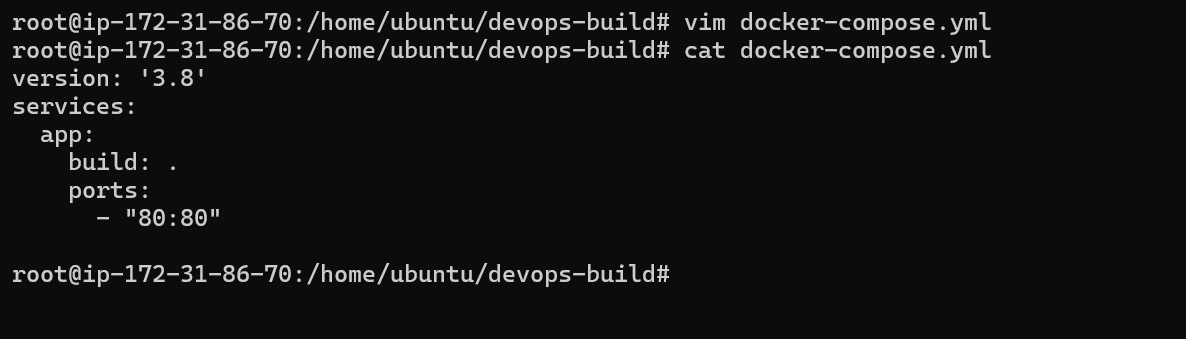 root@ip-172-31-86-70:/home/ubuntu/devops-build# vim docker-compose.yml
root@ip-172-31-86-70:/home/ubuntu/devops-build# cat docker-compose.yml
version: '3.8'
services:
  app:
    build: .
    ports:
      - "80:80"

root@ip-172-31-86-70:/home/ubuntu/devops-build#